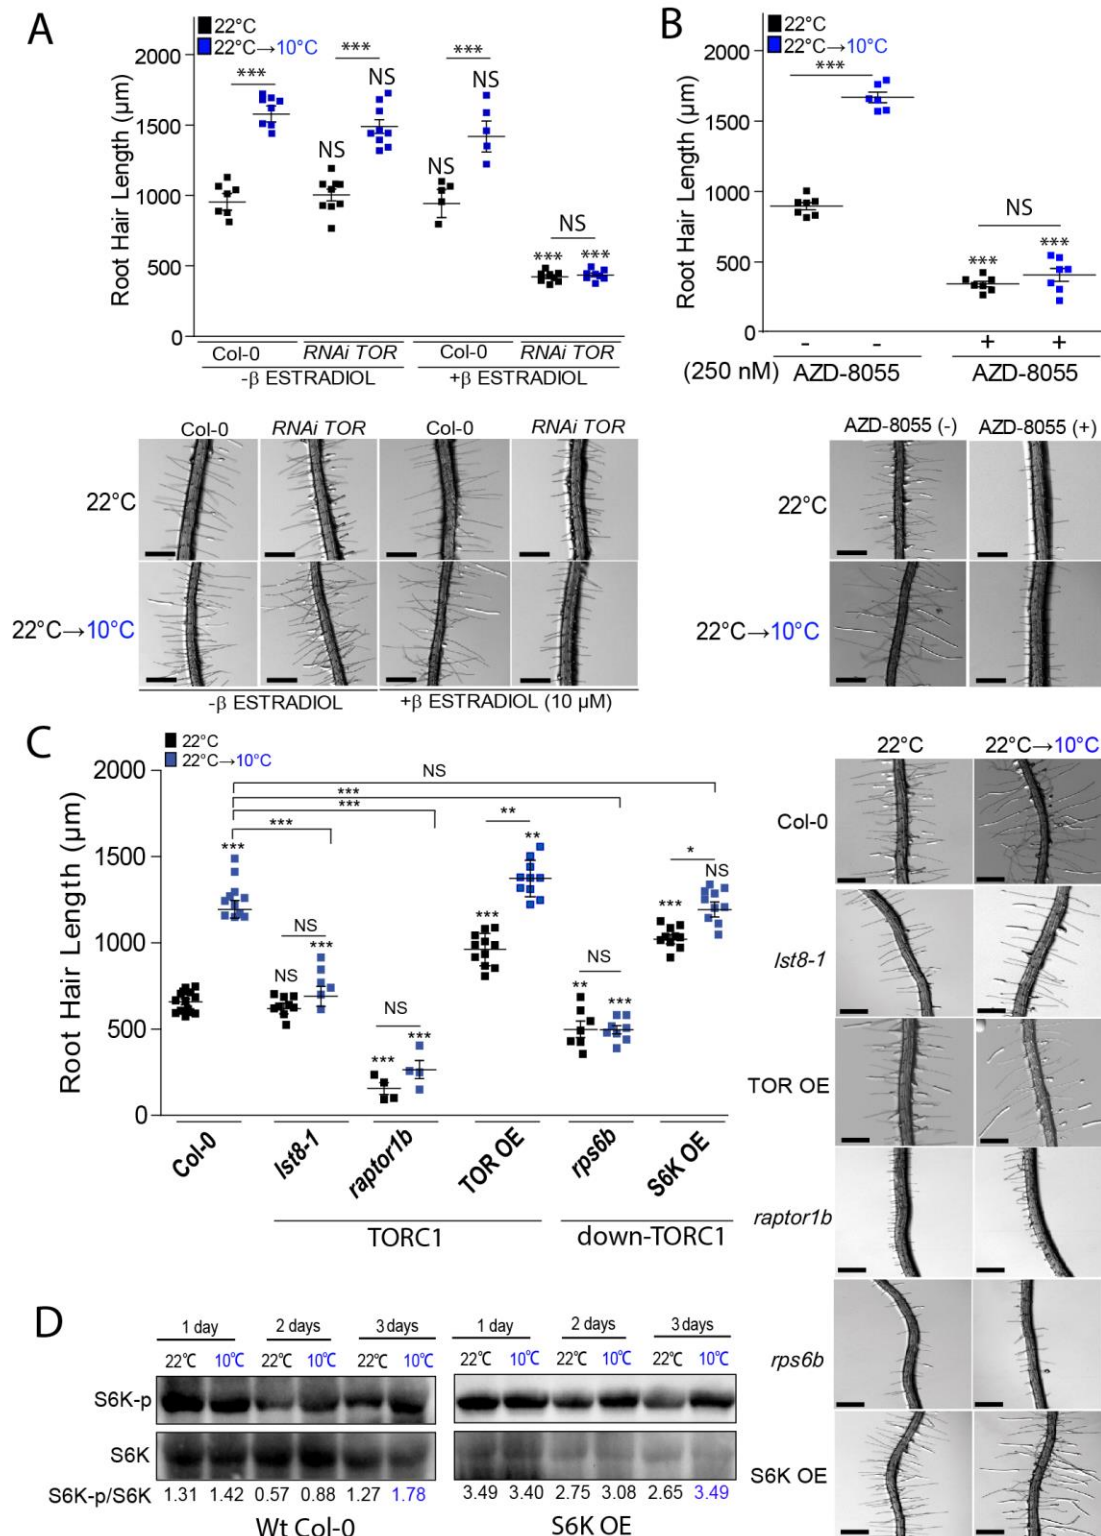 A
22°C
22°C→10°C
Root Hair Length (µm)
2000
1500
1000
500
0
***
***
***
NS
NS
NS
NS
NS
*** ***
Col-0 RNAi TOR Col-0 RNAi TOR
-β ESTRADIOL +β ESTRADIOL
Col-0 RNAi TOR Col-0 RNAi TOR
22°C
22°C→10°C
-β ESTRADIOL +β ESTRADIOL (10 µM)
B
22°C
22°C→10°C
Root Hair Length (µm)
2000
1500
1000
500
0
***
NS
***
***
- - + +
(250 nM) AZD-8055 AZD-8055
AZD-8055 (-) AZD-8055 (+)
22°C
22°C→10°C
C
22°C
22°C→10°C
Root Hair Length (µm)
2000
1500
1000
500
0
NS
***
***
***
***
NS
NS
***
NS
***
***
**
**
***
NS
**
***
*
NS
***
Col-0
lst8-1
raptor1b
TOR OE
rps6b
S6K OE
TORC1 down-TORC1
22°C 22°C→10°C
Col-0
lst8-1
TOR OE
raptor1b
rps6b
S6K OE
D
1 day 2 days 3 days 1 day 2 days 3 days
22°C 10°C 22°C 10°C 22°C 10°C 22°C 10°C 22°C 10°C 22°C 10°C
S6K-p
S6K
S6K-p/S6K 1.31 1.42 0.57 0.88 1.27 1.78 3.49 3.40 2.75 3.08 2.65 3.49
Wt Col-0 S6K OE